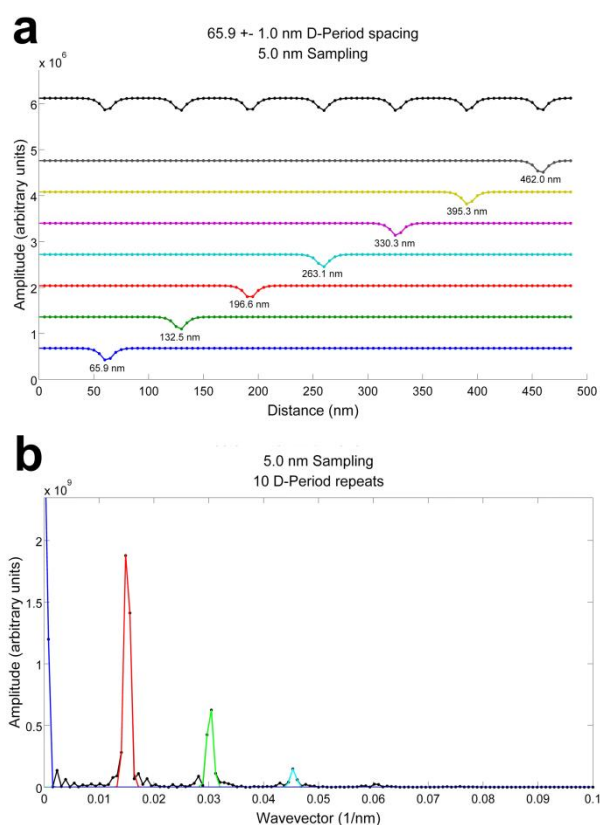 a
65.9 +- 1.0 nm D-Period spacing
5.0 nm Sampling
x 10^6
6
5
4
3
2
1
0
Amplitude (arbitrary units)
462.0 nm
395.3 nm
330.3 nm
263.1 nm
196.6 nm
132.5 nm
65.9 nm
0 50 100 150 200 250 300 350 400 450 500
Distance (nm)
b
5.0 nm Sampling
10 D-Period repeats
x 10^9
2
1.5
1
0.5
0
Amplitude (arbitrary units)
0 0.01 0.02 0.03 0.04 0.05 0.06 0.07 0.08 0.09 0.1
Wavevector (1/nm)